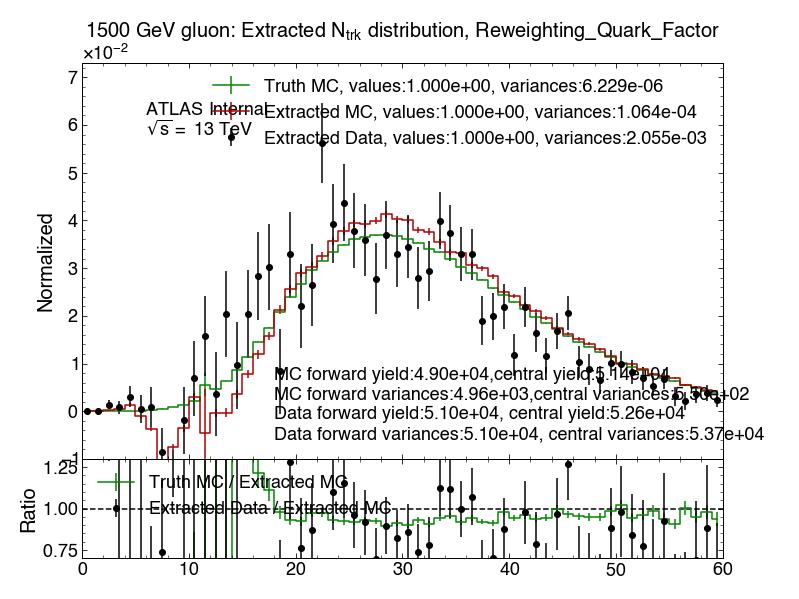 1500 GeV gluon: Extracted Ntrk distribution, Reweighting_Quark_Factor
×10−2
Truth MC, values:1.000e+00, variances:6.229e-06
ATLAS Internal
Extracted MC, values:1.000e+00, variances:1.064e-04
√s = 13 TeV
Extracted Data, values:1.000e+00, variances:2.055e-03
7
6
5
4
3
2
1
0
−1
Normalized
MC forward yield:4.90e+04,central yield:5.14e+04
MC forward variances:4.96e+03,central variances:
Data forward yield:5.10e+04, central yield:5.26e+04
Data forward variances:5.10e+04, central variances:5.37e+04
Truth MC / Extracted MC
Extracted Data / Extracted MC
1.25
1.00
0.75
Ratio
0 10 20 30 40 50 60